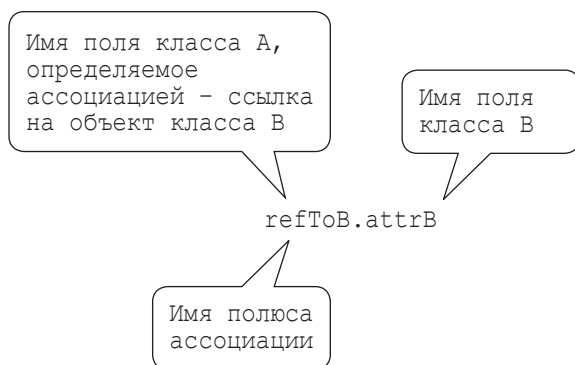 Имя поля класса A,
определяемое
ассоциацией – ссылка
на объект класса B
Имя поля
класса B
refToB.attrB
Имя полюса
ассоциации